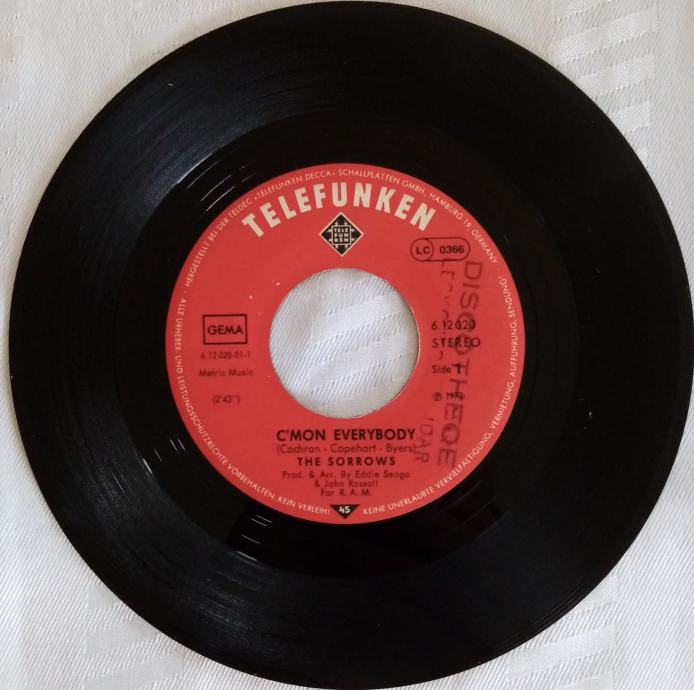 HERGESTELLT BEI DER TELDEC »TELEFUNKEN-DECCA« SCHALLPLATTEN GMBH, HAMBURG 19, GERMANY ·
TELEFUNKEN
TELE
FUN
KEN
LC 0366
GEMA
6.12 020-01-1
Metric Music
(2'43")
6.12020
STEREO
Side 1
DISCOTHEQE
IDAR
C'MON EVERYBODY
(Cochran - Copehart - Byers)
THE SORROWS
Prod. & Arr. By Eddie Seago
& John Rossall
For R. A. M.
45
ALLE URHEBER- UND LEISTUNGSSCHUTZRECHTE VORBEHALTEN. KEIN VERLEIH! KEINE UNERLAUBTE VERVIELFÄLTIGUNG, VERMIETUNG, AUFFÜHRUNG, SENDUNG!